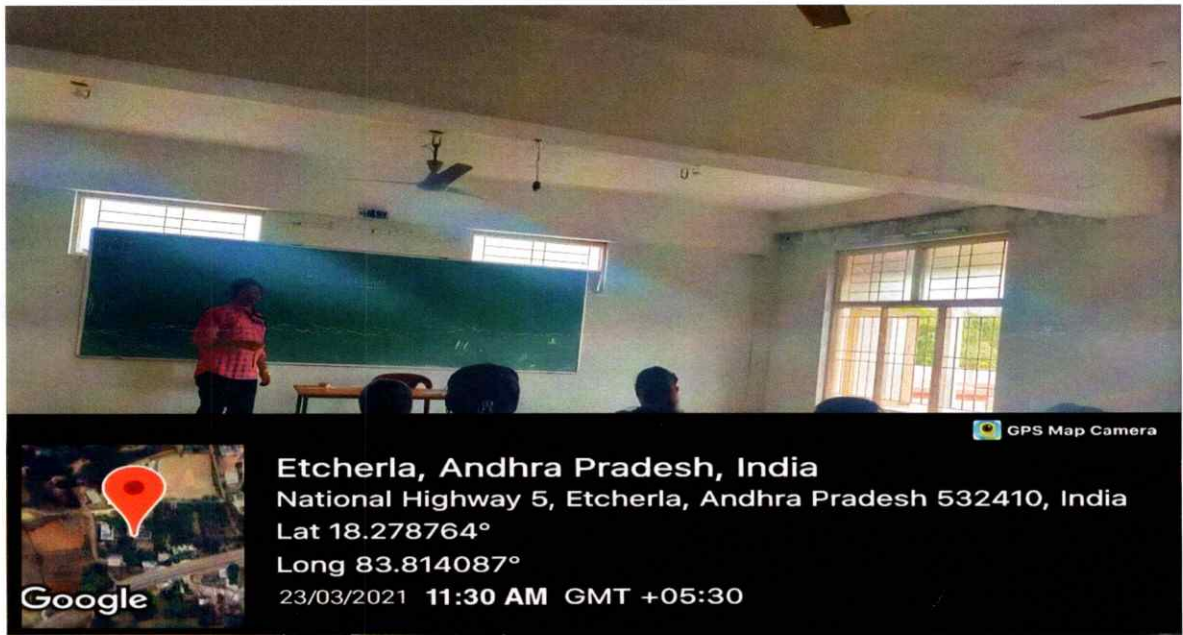 GPS Map Camera
Etcherla, Andhra Pradesh, India
National Highway 5, Etcherla, Andhra Pradesh 532410, India
Lat 18.278764°
Long 83.814087°
23/03/2021 11:30 AM GMT +05:30
Google